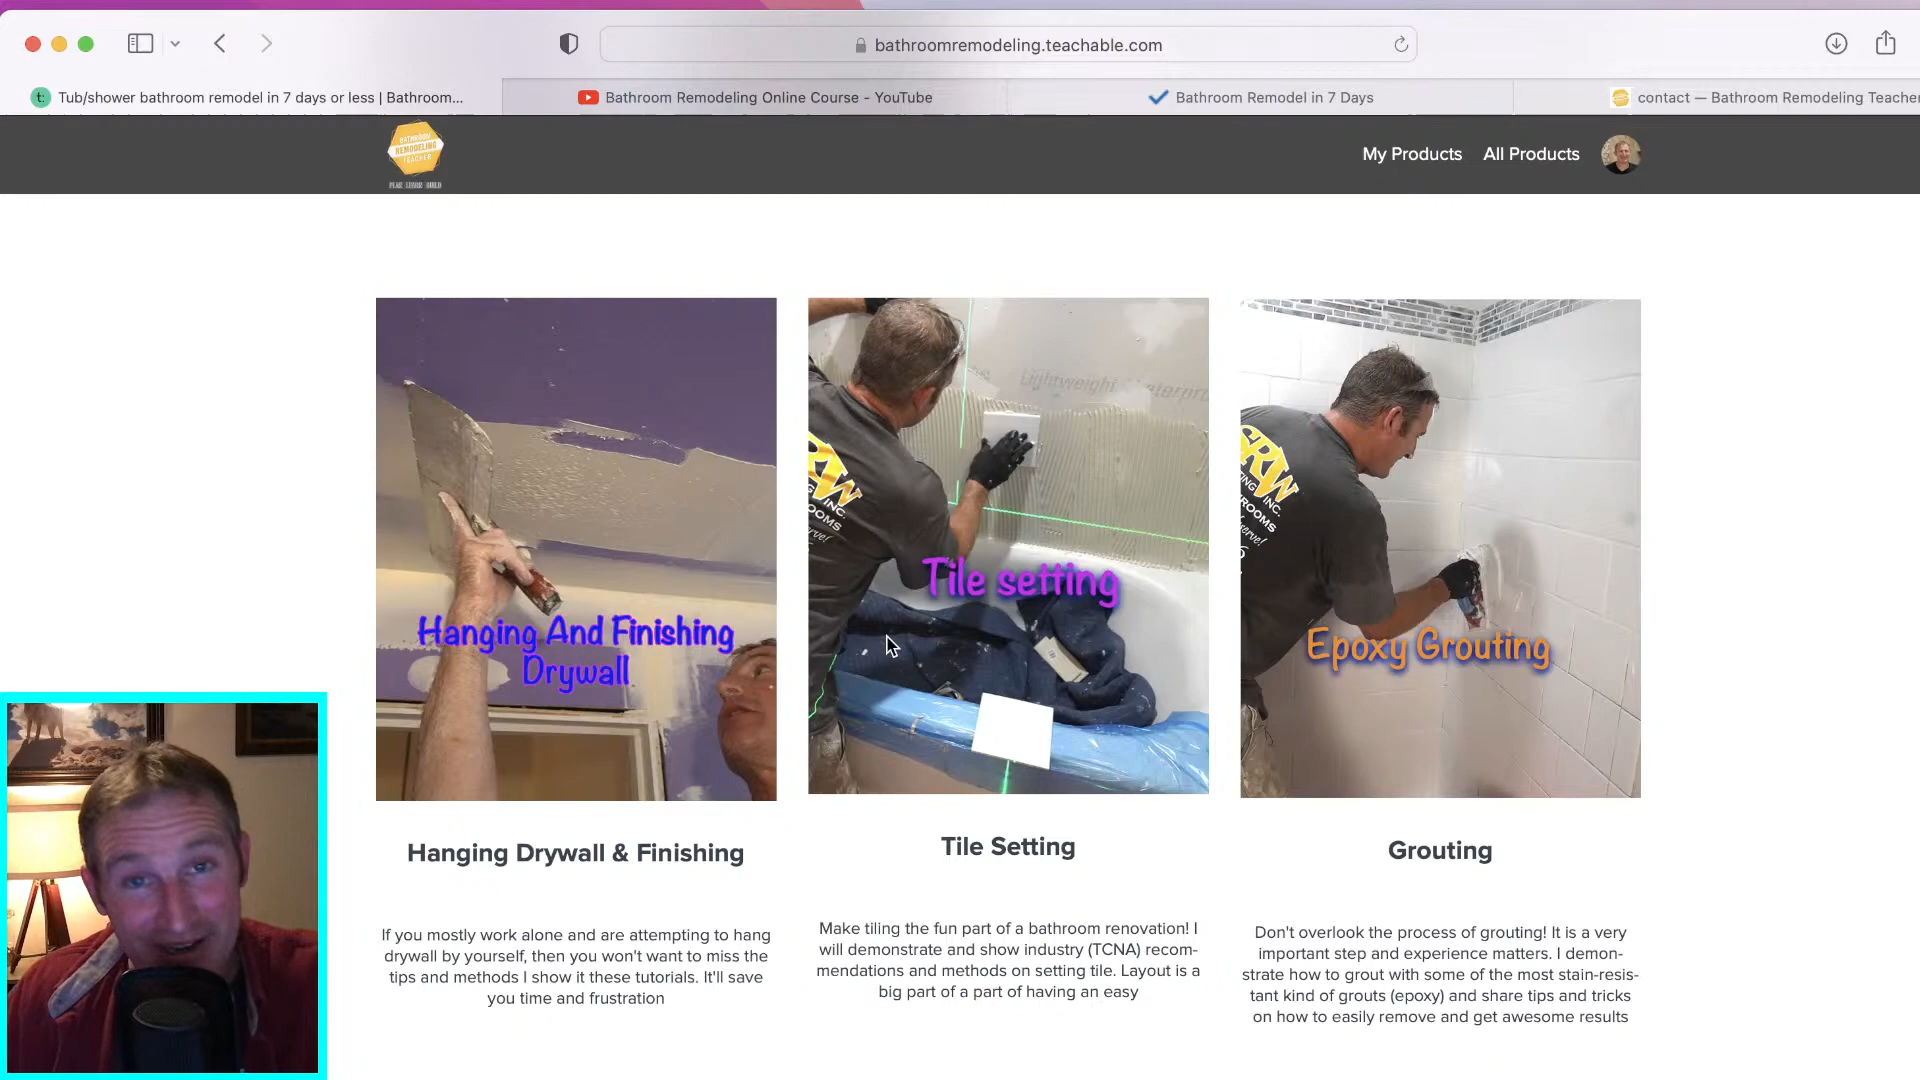 bathroomremodeling.teachable.com
Tub/shower bathroom remodel in 7 days or less | Bathroom...
Bathroom Remodeling Online Course - YouTube
Bathroom Remodel in 7 Days
contact — Bathroom Remodeling Teacher
BATHROOM
REMODELING
TEACHER
My Products
All Products
Lightweight
Hanging And Finishing
Drywall
Tile setting
Epoxy Grouting
GRW
ING INC.
ROOMS
Hanging Drywall & Finishing
If you mostly work alone and are attempting to hang
drywall by yourself, then you won't want to miss the
tips and methods I show it these tutorials. It'll save
you time and frustration
Tile Setting
Make tiling the fun part of a bathroom renovation! I
will demonstrate and show industry (TCNA) recom-
mendations and methods on setting tile. Layout is a
big part of a part of having an easy
Grouting
Don't overlook the process of grouting! It is a very
important step and experience matters. I demon-
strate how to grout with some of the most stain-resis-
tant kind of grouts (epoxy) and share tips and tricks
on how to easily remove and get awesome results